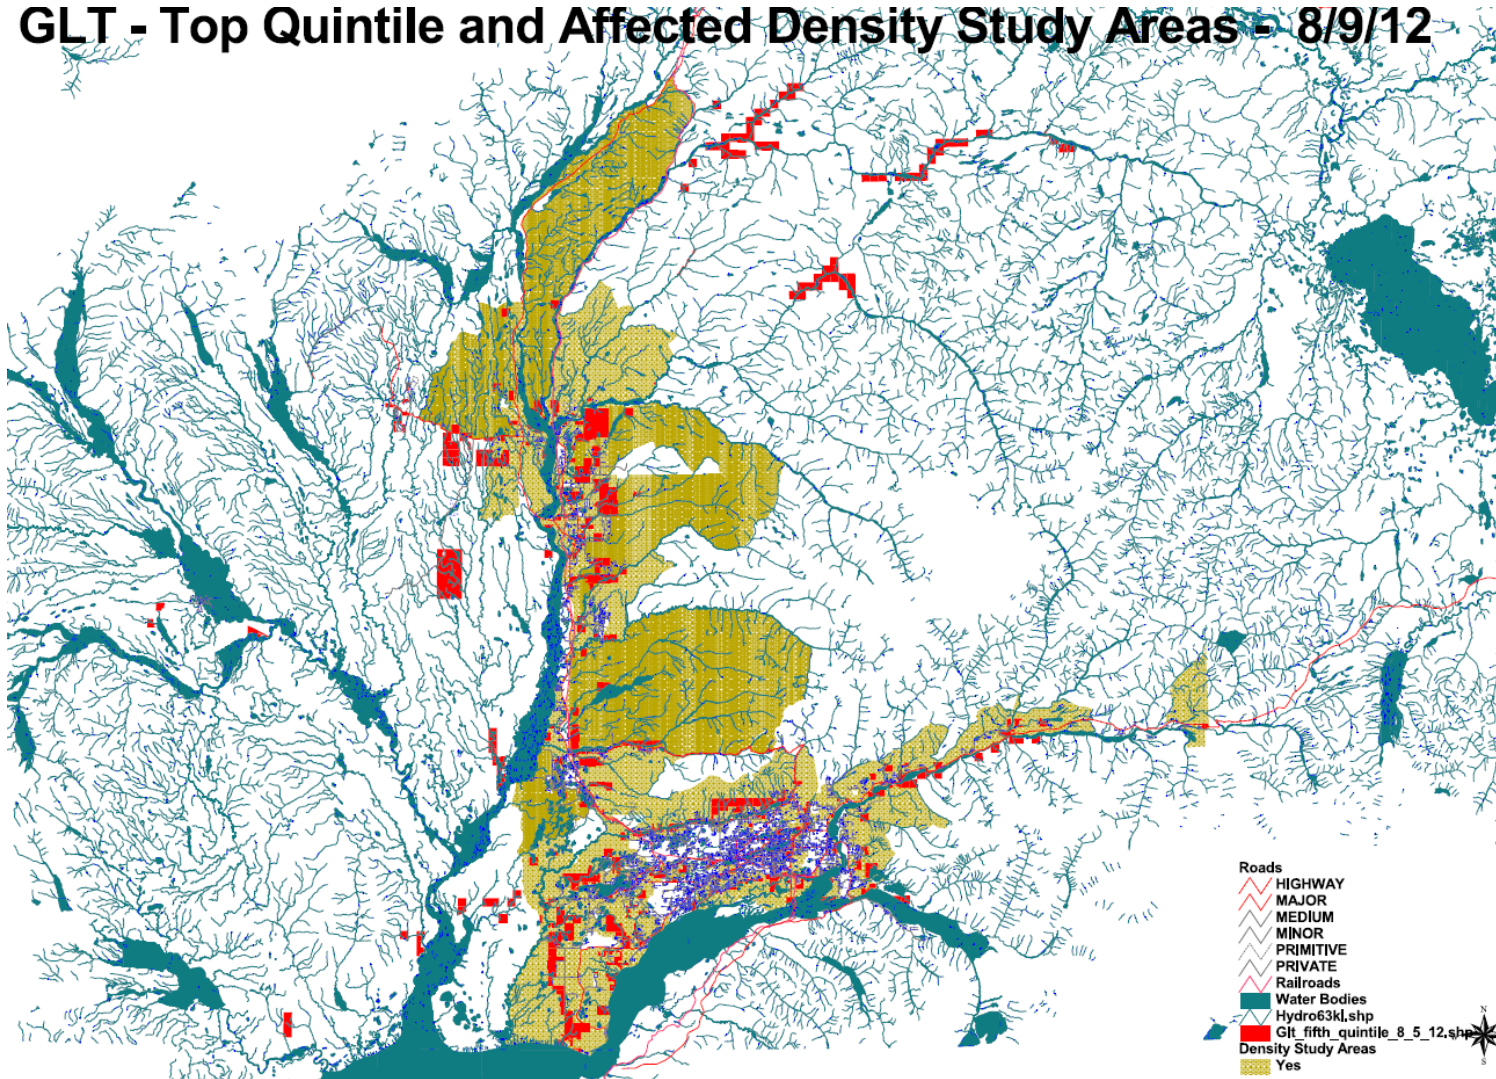 GLT - Top Quintile and Affected Density Study Areas - 8/9/12
Roads
HIGHWAY
MAJOR
MEDIUM
MINOR
PRIMITIVE
PRIVATE
Railroads
Water Bodies
Hydro63kl.shp
Glt_fifth_quintile_8_5_12.shp
Density Study Areas
Yes
N
S